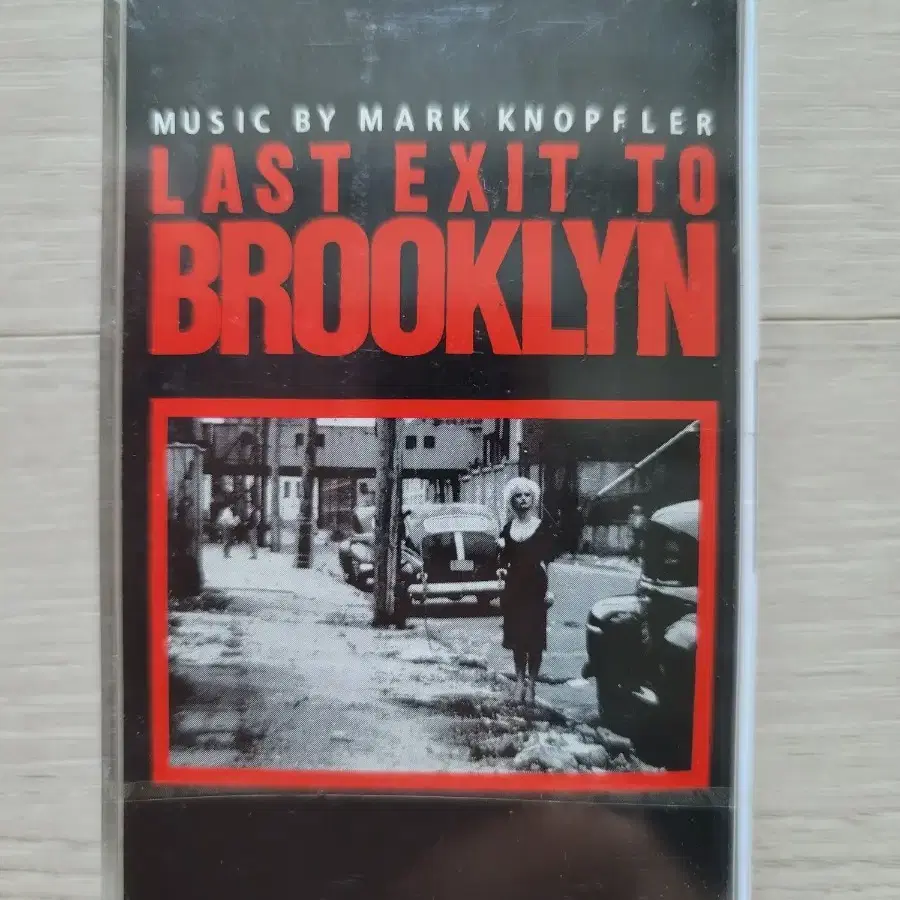 MUSIC BY MARK KNOPFLER
LAST EXIT TO
BROOKLYN